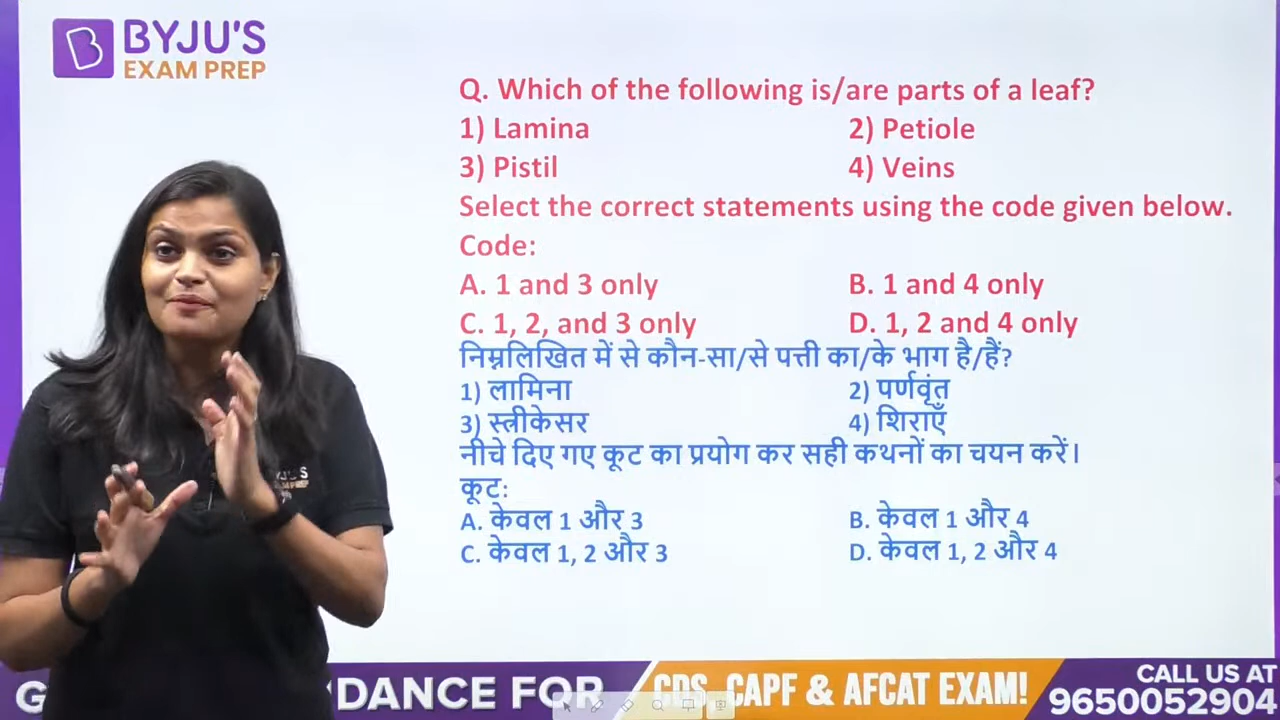 BYJU'S
EXAM PREP
Q. Which of the following is/are parts of a leaf?
1) Lamina 2) Petiole
3) Pistil 4) Veins
Select the correct statements using the code given below.
Code:
A. 1 and 3 only B. 1 and 4 only
C. 1, 2, and 3 only D. 1, 2 and 4 only
निम्नलिखित में से कौन-सा/से पत्ती का/के भाग है/हैं?
1) लामिना 2) पर्णवृंत
3) स्त्रीकेसर 4) शिराएँ
नीचे दिए गए कूट का प्रयोग कर सही कथनों का चयन करें।
कूट:
A. केवल 1 और 3 B. केवल 1 और 4
C. केवल 1, 2 और 3 D. केवल 1, 2 और 4
BYJU'S
EXAM PREP
FOR CDS, CAPF & AFCAT EXAM!
CALL US AT
9650052904